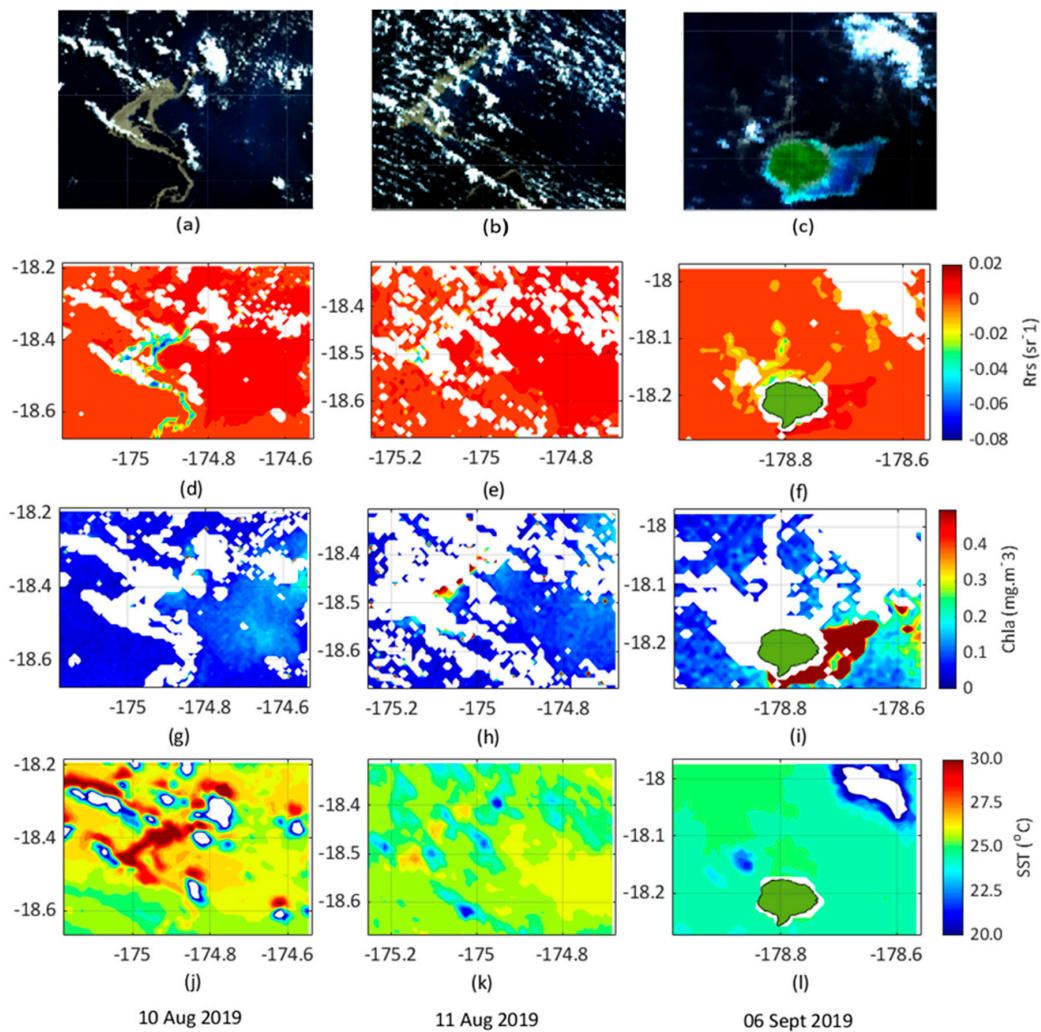 (a) (b) (c)
-18.2 -18.4 -18.6
-175 -174.8 -174.6
-18.4 -18.5 -18.6
-175.2 -175 -174.8
-18 -18.1 -18.2
-178.8 -178.6
0.02 0 -0.02 -0.04 -0.06 -0.08
Rrs (sr⁻1)
(d) (e) (f)
-18.2 -18.4 -18.6
-175 -174.8 -174.6
-18.4 -18.5 -18.6
-175.2 -175 -174.8
-18 -18.1 -18.2
-178.8 -178.6
0.4 0.3 0.2 0.1 0
Chla (mg.m⁻3)
(g) (h) (i)
-18.2 -18.4 -18.6
-175 -174.8 -174.6
-18.4 -18.5 -18.6
-175.2 -175 -174.8
-18 -18.1 -18.2
-178.8 -178.6
30.0 27.5 25.0 22.5 20.0
SST (°C)
(j) (k) (l)
10 Aug 2019 11 Aug 2019 06 Sept 2019